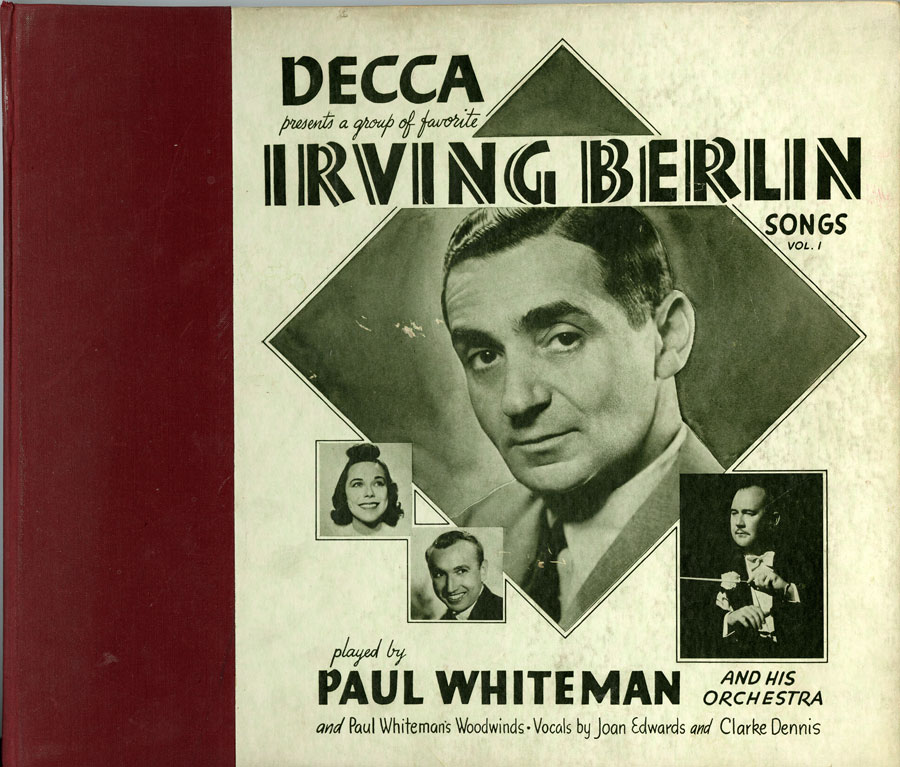 DECCA
presents a group of favorite
IRVING BERLIN
SONGS
VOL. 1
played by
PAUL WHITEMAN
AND HIS
ORCHESTRA
and Paul Whiteman's Woodwinds • Vocals by Joan Edwards and Clarke Dennis